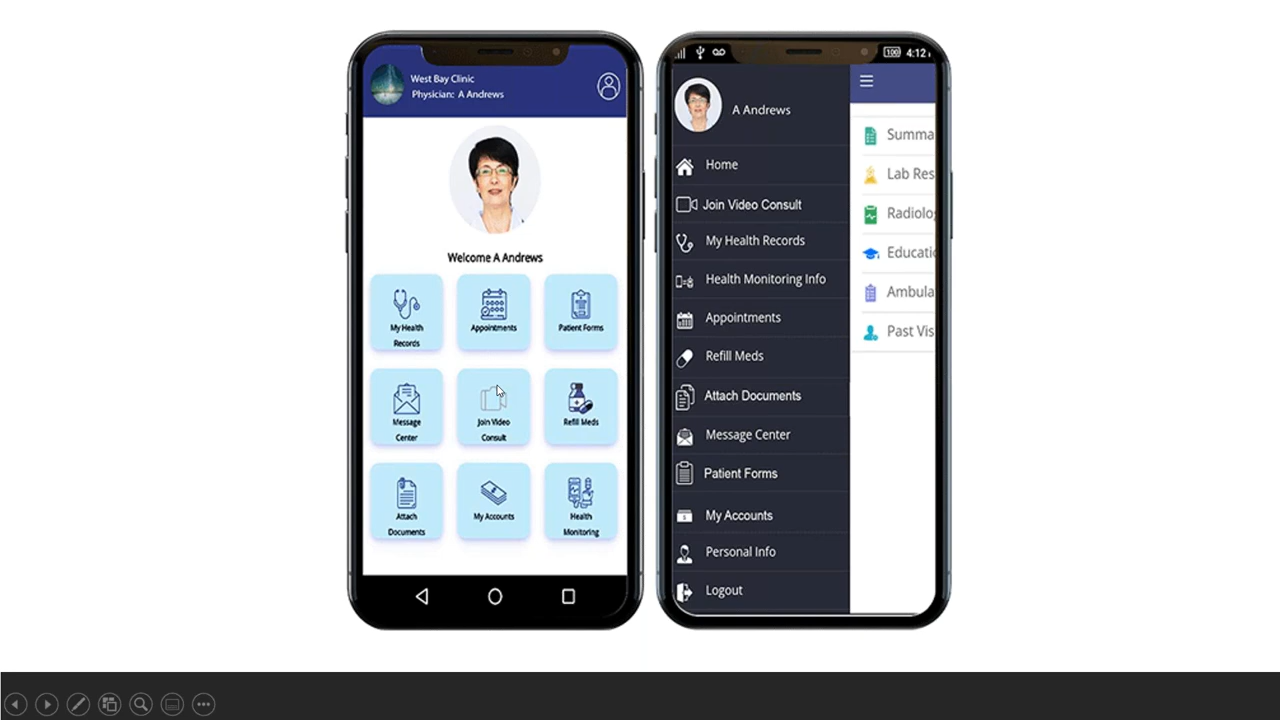 West Bay Clinic
Physician: A Andrews
Welcome A Andrews
My Health
Records
Appointments
Patient Forms
Message
Center
Join Video
Consult
Refill Meds
Attach
Documents
My Accounts
Health
Monitoring
100 4:12
A Andrews
Home
Join Video Consult
My Health Records
Health Monitoring Info
Appointments
Refill Meds
Attach Documents
Message Center
Patient Forms
My Accounts
Personal Info
Logout
Summa
Lab Res
Radiolo
Educatio
Ambula
Past Vis